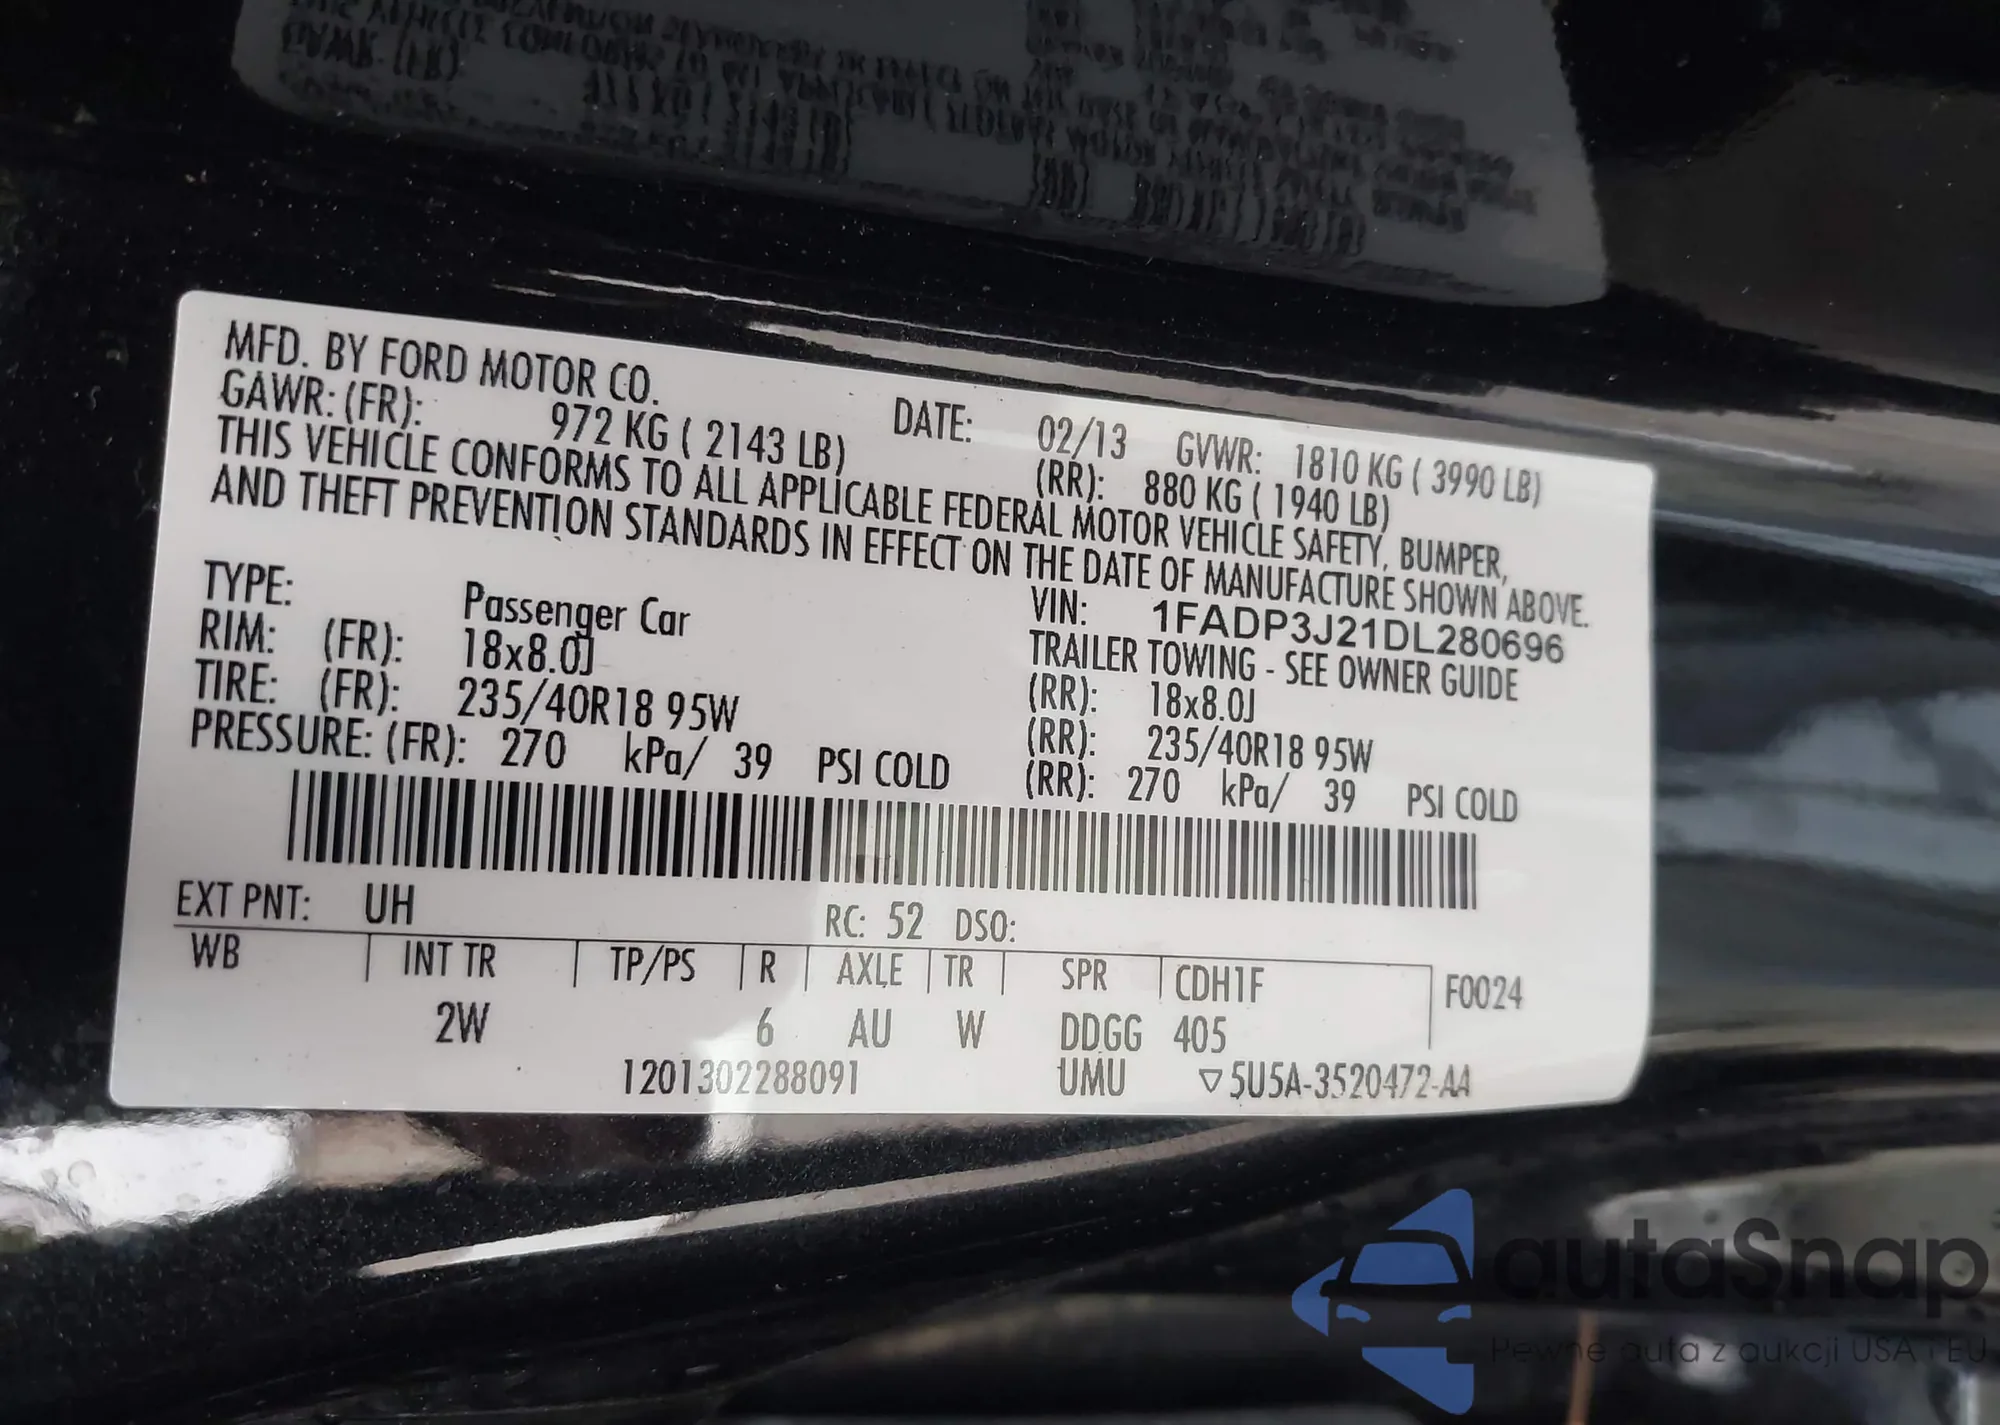 MFD. BY FORD MOTOR CO. DATE: 02/13 GVWR: 1810 KG ( 3990 LB)
GAWR: (FR): 972 KG ( 2143 LB) (RR): 880 KG ( 1940 LB)
THIS VEHICLE CONFORMS TO ALL APPLICABLE FEDERAL MOTOR VEHICLE SAFETY, BUMPER,
AND THEFT PREVENTION STANDARDS IN EFFECT ON THE DATE OF MANUFACTURE SHOWN ABOVE.
VIN: 1FADP3J21DL280696
TYPE: Passenger Car TRAILER TOWING - SEE OWNER GUIDE
RIM: (FR): 18x8.0J (RR): 18x8.0J
TIRE: (FR): 235/40R18 95W (RR): 235/40R18 95W
PRESSURE: (FR): 270 kPa/ 39 PSI COLD (RR): 270 kPa/ 39 PSI COLD
EXT PNT: UH RC: 52 DSO:
WB INT TR TP/PS R AXLE TR SPR CDH1F F0024
2W 6 AU W DDGG 405
1201302288091 UMU ▽5U5A-3520472-AA
autaSnap
Pewne auta z aukcji USA i EU